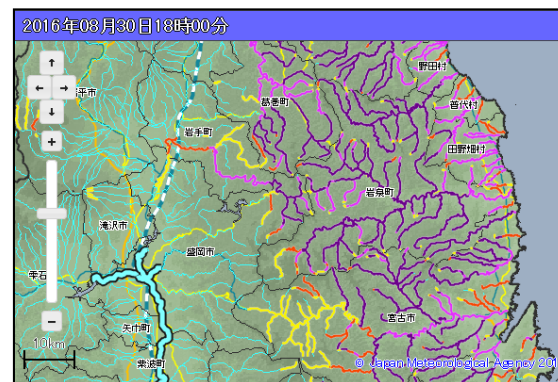 2016年08月30日18時00分
野田村
平市
葛巻町
普代村
岩手町
田野畑村
岩泉町
滝沢市
盛岡市
雫石
矢巾町
宮古市
10km
紫波町
© Japan Meteorological Agency 201